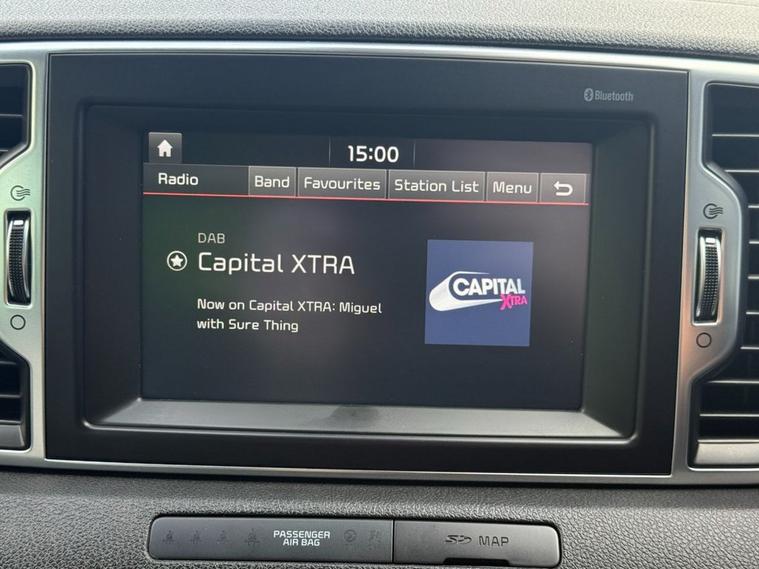 Bluetooth
15:00
Radio Band Favourites Station List Menu
DAB
Capital XTRA
Now on Capital XTRA: Miguel
with Sure Thing
CAPITAL
XTRA
PASSENGER
AIR BAG
SD MAP